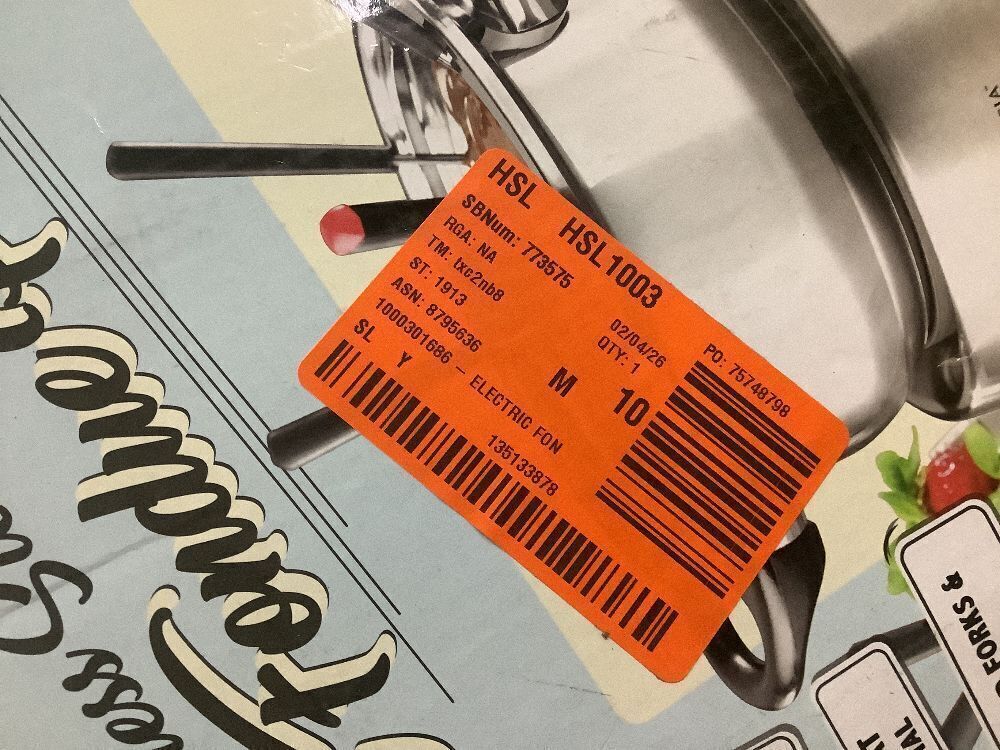 HSL HSL1003
SBNum: 773575
RGA: NA
02/04/26
PO: 75748798
TM: txc2nb8
QTY: 1
ST: 1913
ASN: 8795636
M 10
1000301686 – ELECTRIC FON
SL Y
135133878
Fondue
FORKS &